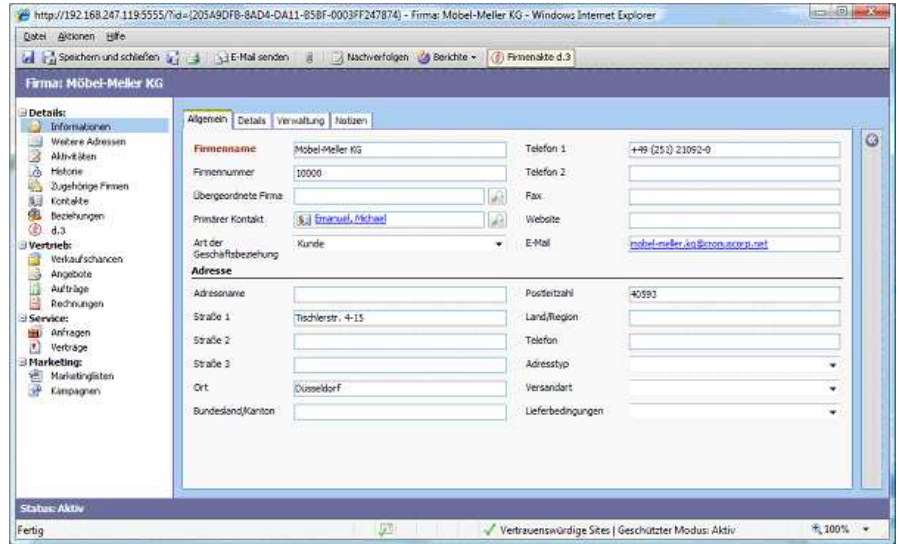 http://192.168.247.119:5555/?id={205A9DFB-8AD4-DA11-B5BF-0003FF247874} - Firma: Möbel-Meller KG - Windows Internet Explorer
Datei Aktionen Hilfe
Speichern und schließen E-Mail senden Nachverfolgen Berichte Firmenakte d.3
Firma: Möbel-Meller KG
Details:
Informationen
Weitere Adressen
Aktivitäten
Historie
Zugehörige Firmen
Kontakte
Beziehungen
d.3
Vertrieb:
Verkaufschancen
Angebote
Aufträge
Rechnungen
Service:
Anfragen
Verträge
Marketing:
Marketinglisten
Kampagnen
Allgemein Details Verwaltung Notizen
Firmenname Möbel-Meller KG Telefon 1 +49 (251) 21092-0
Firmennummer 10000 Telefon 2
Übergeordnete Firma Fax
Primärer Kontakt Emanuel, Michael Website
Art der Geschäftsbeziehung Kunde E-Mail mobel-meller.kg@cronuscorp.net
Adresse
Adressname Postleitzahl 40593
Straße 1 Tischlerstr. 4-15 Land/Region
Straße 2 Telefon
Straße 3 Adresstyp
Ort Düsseldorf Versandart
Bundesland/Kanton Lieferbedingungen
Status: Aktiv
Fertig Vertrauenswürdige Sites | Geschützter Modus: Aktiv 100%